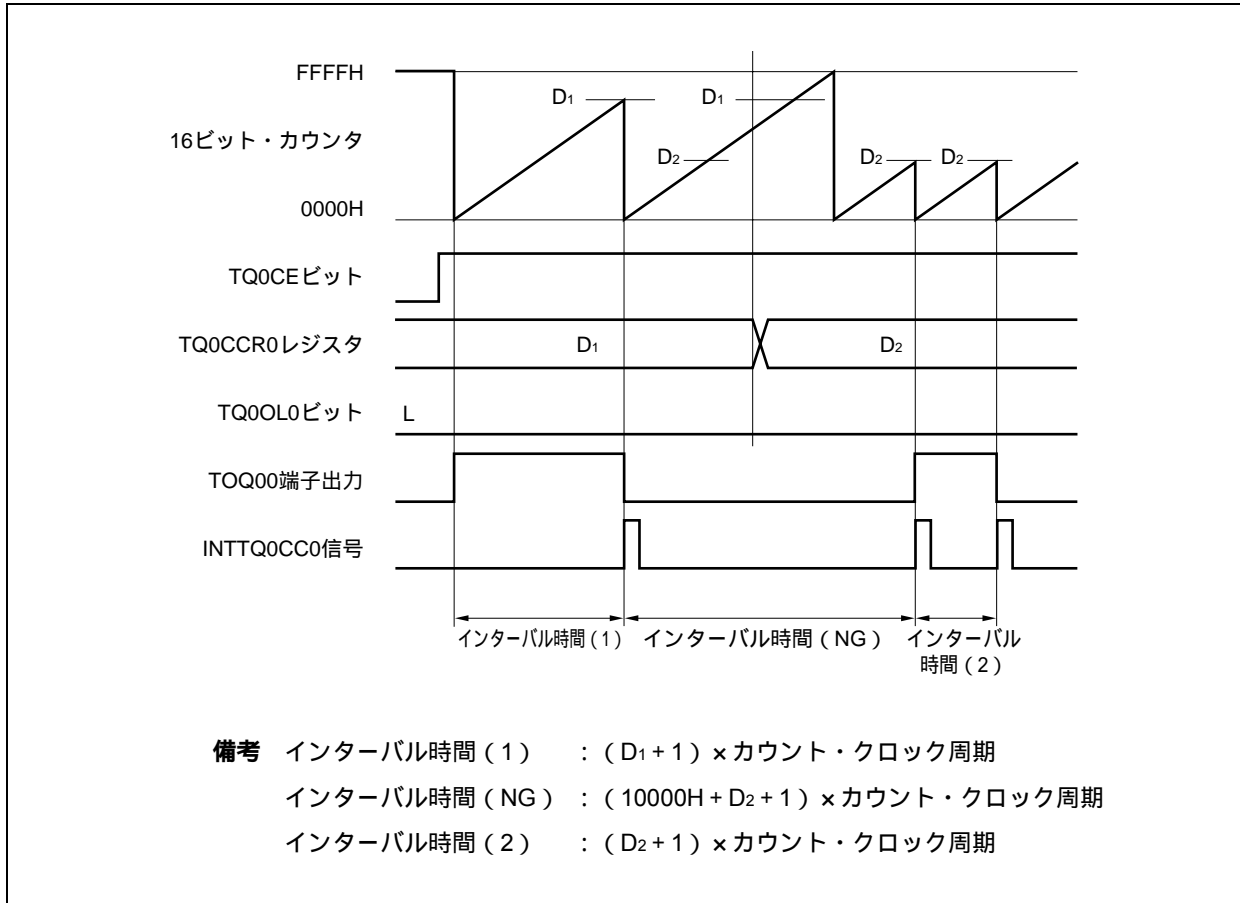 FFFFH
D1
D1
16ビット・カウンタ
D2
D2
D2
0000H
TQ0CEビット
TQ0CCR0レジスタ
D1
D2
TQ0OL0ビット
L
TOQ00端子出力
INTTQ0CC0信号
インターバル時間(1)
インターバル時間(NG)
インターバル
時間(2)
備考 インターバル時間(1) :(D1+1)×カウント・クロック周期
インターバル時間(NG):(10000H+D2+1)×カウント・クロック周期
インターバル時間(2) :(D2+1)×カウント・クロック周期